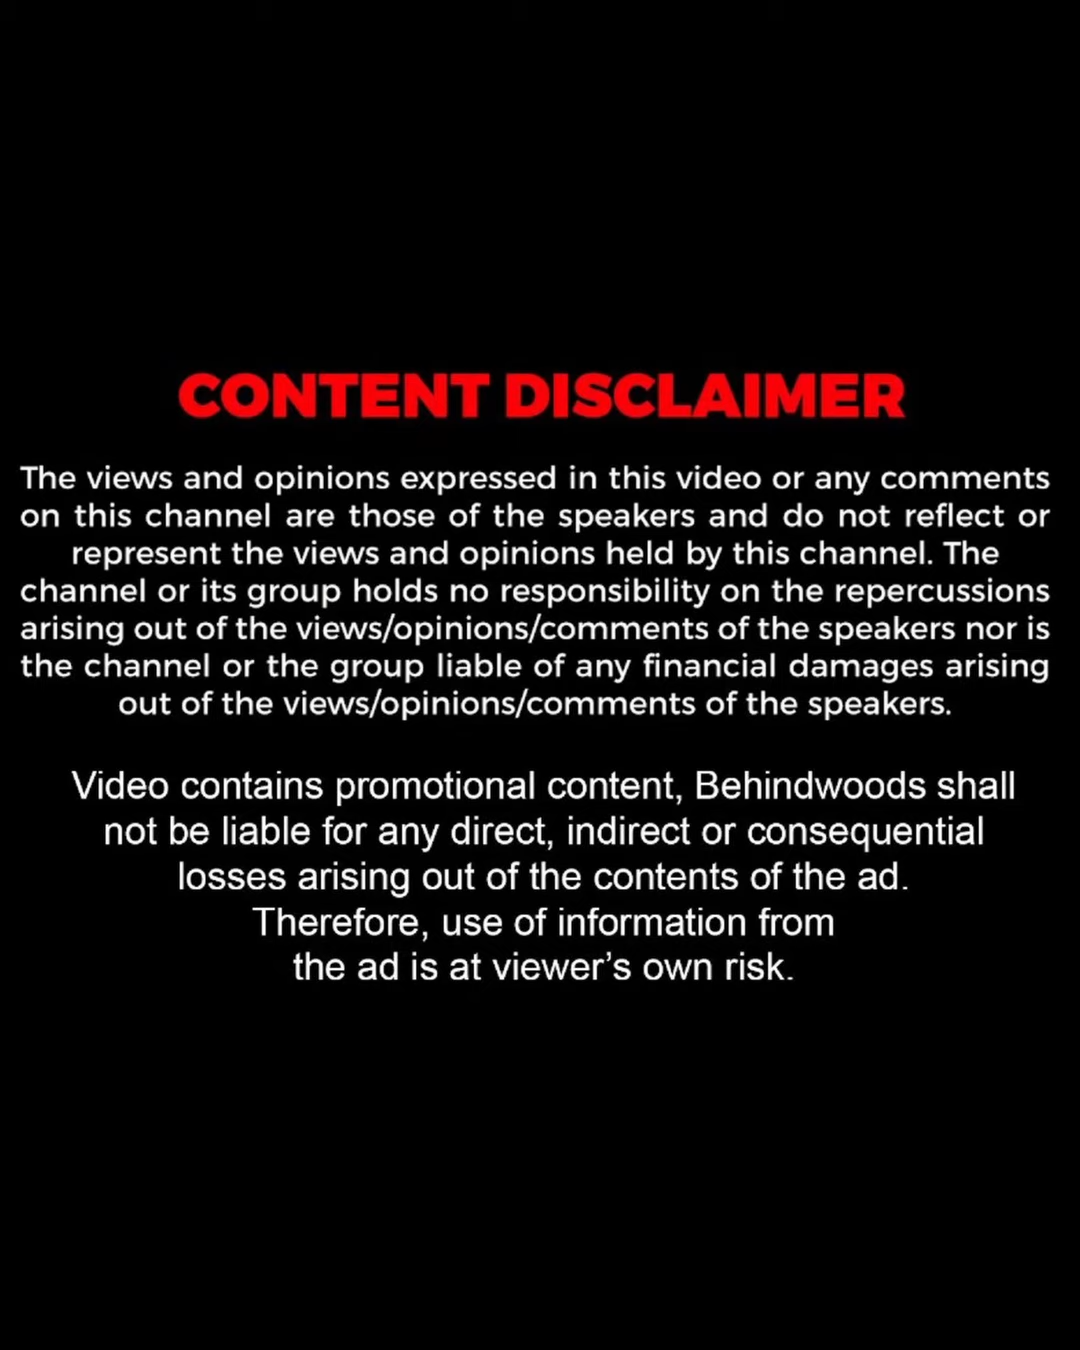 CONTENT DISCLAIMER
The views and opinions expressed in this video or any comments
on this channel are those of the speakers and do not reflect or
represent the views and opinions held by this channel. The
channel or its group holds no responsibility on the repercussions
arising out of the views/opinions/comments of the speakers nor is
the channel or the group liable of any financial damages arising
out of the views/opinions/comments of the speakers.
Video contains promotional content, Behindwoods shall
not be liable for any direct, indirect or consequential
losses arising out of the contents of the ad.
Therefore, use of information from
the ad is at viewer’s own risk.